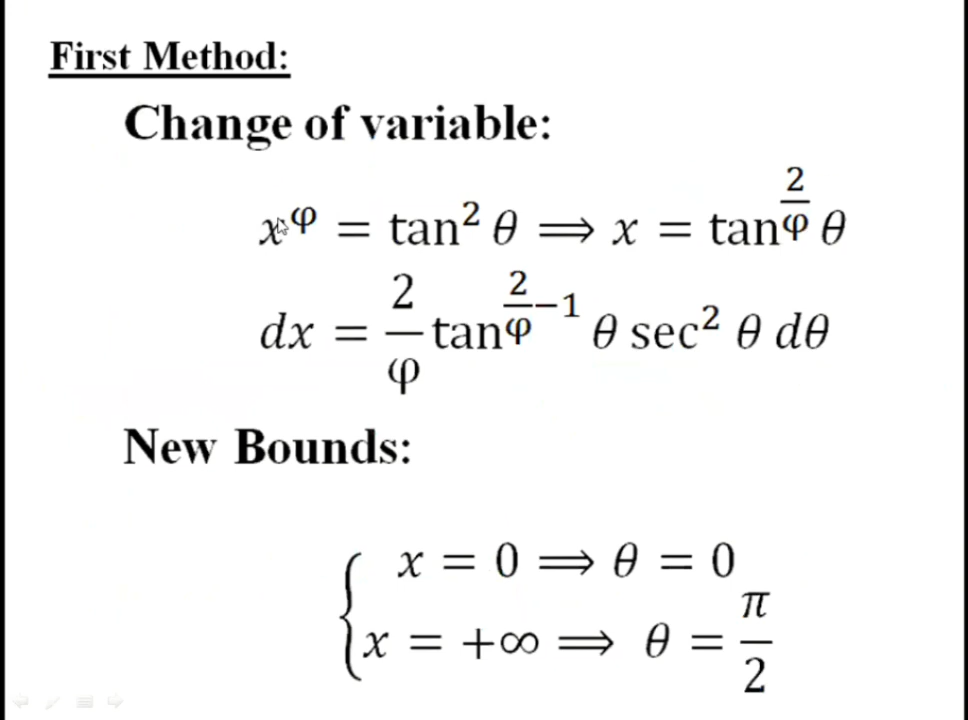 First Method:
Change of variable:
x^φ = tan² θ ⟹ x = tan^(2/φ) θ
dx = 2/φ tan^(2/φ −1) θ sec² θ dθ
New Bounds:
{ x = 0 ⟹ θ = 0
x = +∞ ⟹ θ = π/2